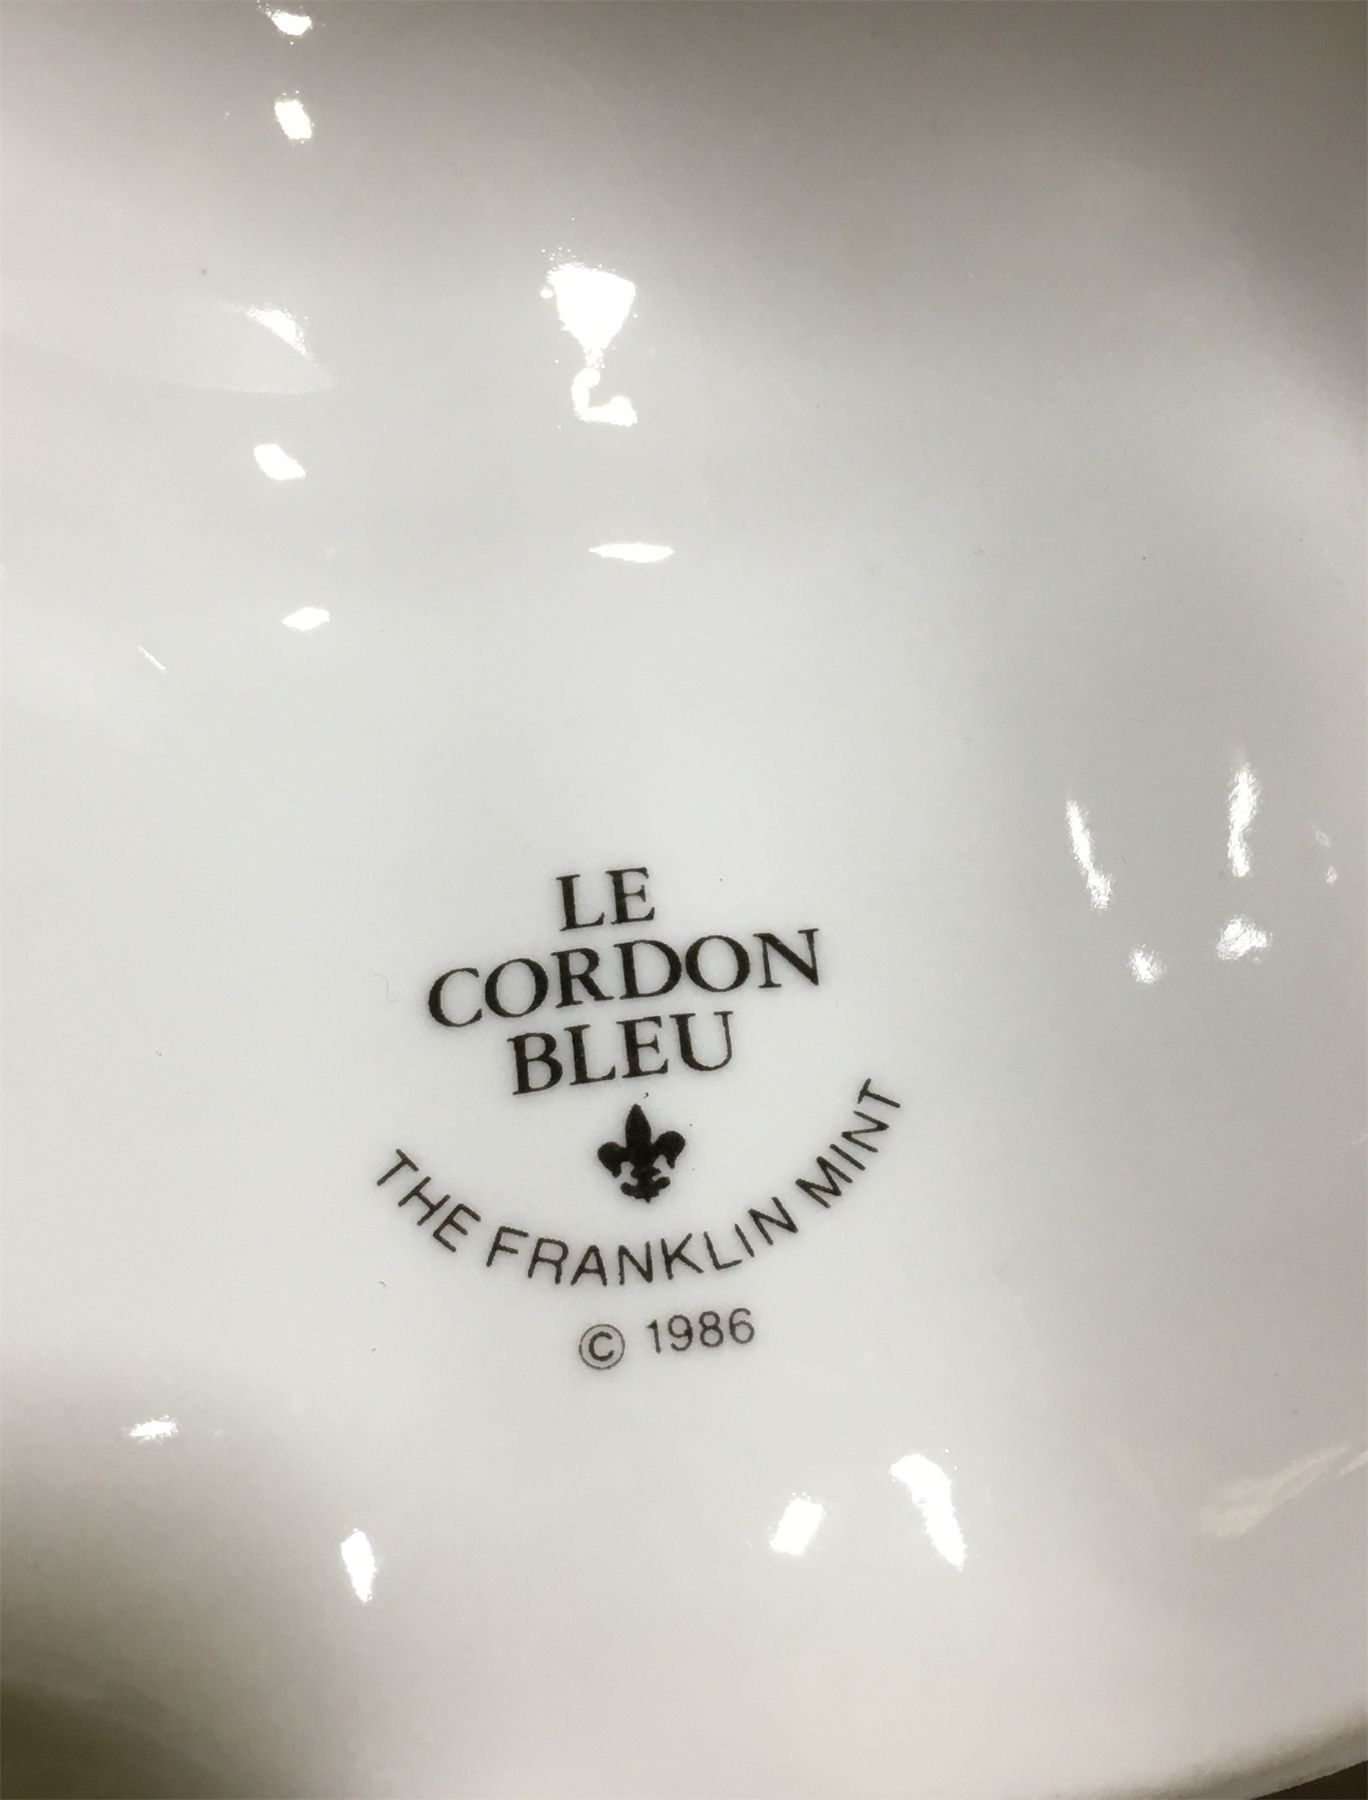 LE
CORDON
BLEU
THE FRANKLIN MINT
© 1986